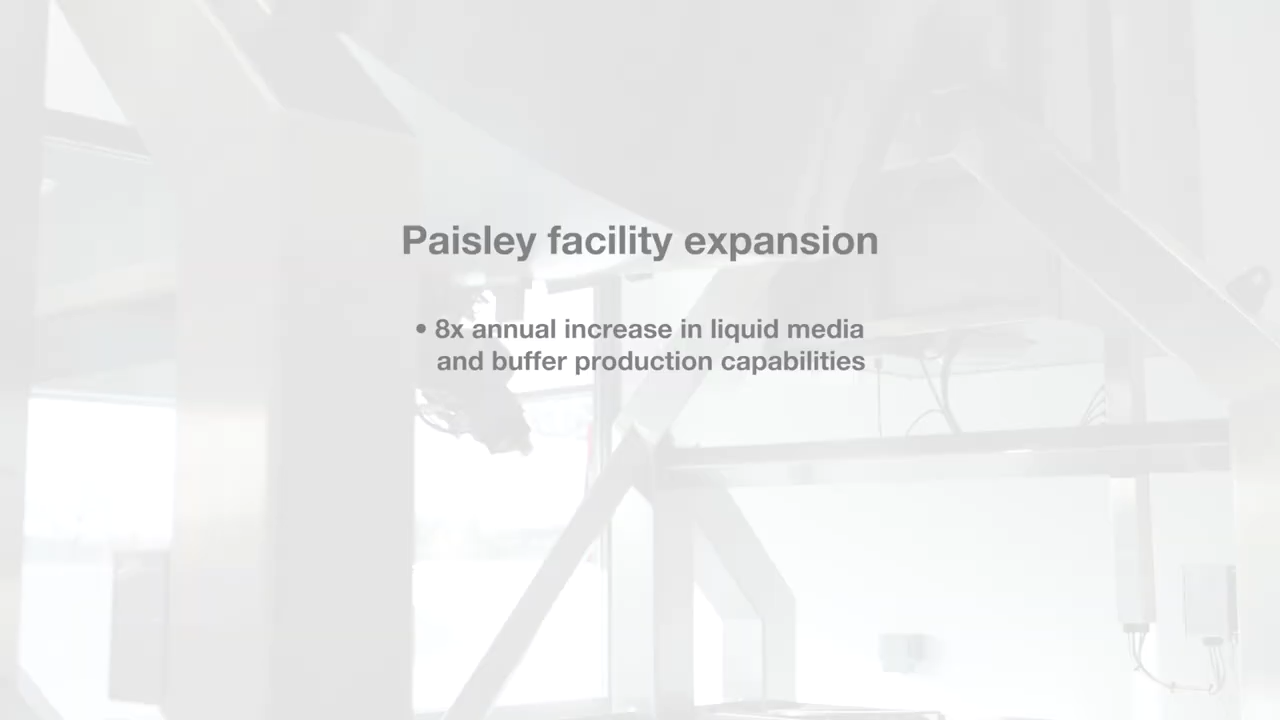 Paisley facility expansion
• 8x annual increase in liquid media
and buffer production capabilities